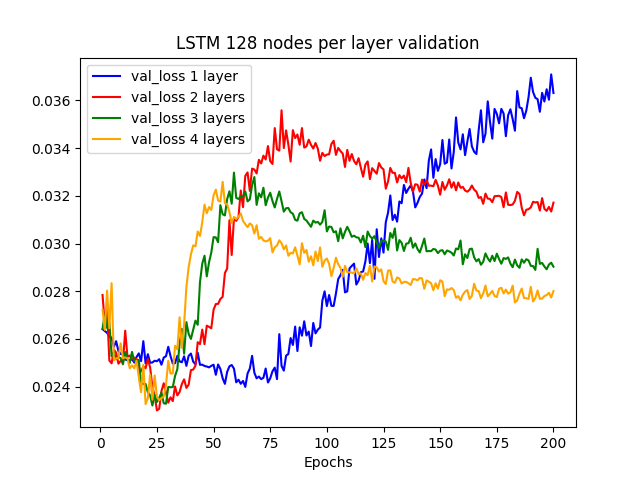 LSTM 128 nodes per layer validation
val_loss 1 layer
val_loss 2 layers
val_loss 3 layers
val_loss 4 layers
0.036
0.034
0.032
0.030
0.028
0.026
0.024
0 25 50 75 100 125 150 175 200
Epochs